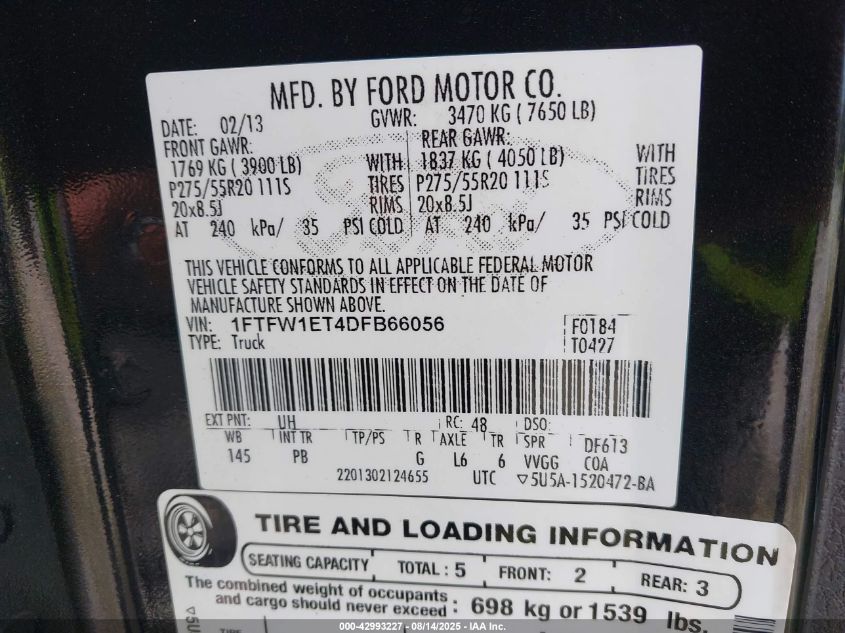 MFD. BY FORD MOTOR CO.
DATE: 02/13 GVWR: 3470 KG ( 7650 LB)
FRONT GAWR: REAR GAWR:
1769 KG ( 3900 LB) WITH 1837 KG ( 4050 LB) WITH
P275/55R20 111S TIRES P275/55R20 111S TIRES
20x8.5J RIMS 20x8.5J RIMS
AT 240 kPa/ 35 PSI COLD AT 240 kPa/ 35 PSI COLD
THIS VEHICLE CONFORMS TO ALL APPLICABLE FEDERAL MOTOR
VEHICLE SAFETY STANDARDS IN EFFECT ON THE DATE OF
MANUFACTURE SHOWN ABOVE.
VIN: 1FTFW1ET4DFB66056 F0184
TYPE: Truck T0427
EXT PNT: UH RC: 48 DSO:
WB INT TR TP/PS R AXLE TR SPR DF613
145 PB G L6 6 VVGG COA
2201302124655 UTC ▽5U5A-1520472-BA
TIRE AND LOADING INFORMATION
SEATING CAPACITY TOTAL : 5 FRONT: 2 REAR: 3
The combined weight of occupants
and cargo should never exceed : 698 kg or 1539 lbs.
▽5U
TIRE
000-42993227 - 08/14/2025 - IAA Inc.